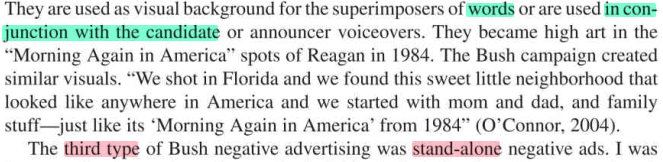 They are used as visual background for the superimposers of words or are used in con-
junction with the candidate or announcer voiceovers. They became high art in the
“Morning Again in America” spots of Reagan in 1984. The Bush campaign created
similar visuals. “We shot in Florida and we found this sweet little neighborhood that
looked like anywhere in America and we started with mom and dad, and family
stuff—just like its ‘Morning Again in America’ from 1984” (O’Connor, 2004).
The third type of Bush negative advertising was stand-alone negative ads. I was